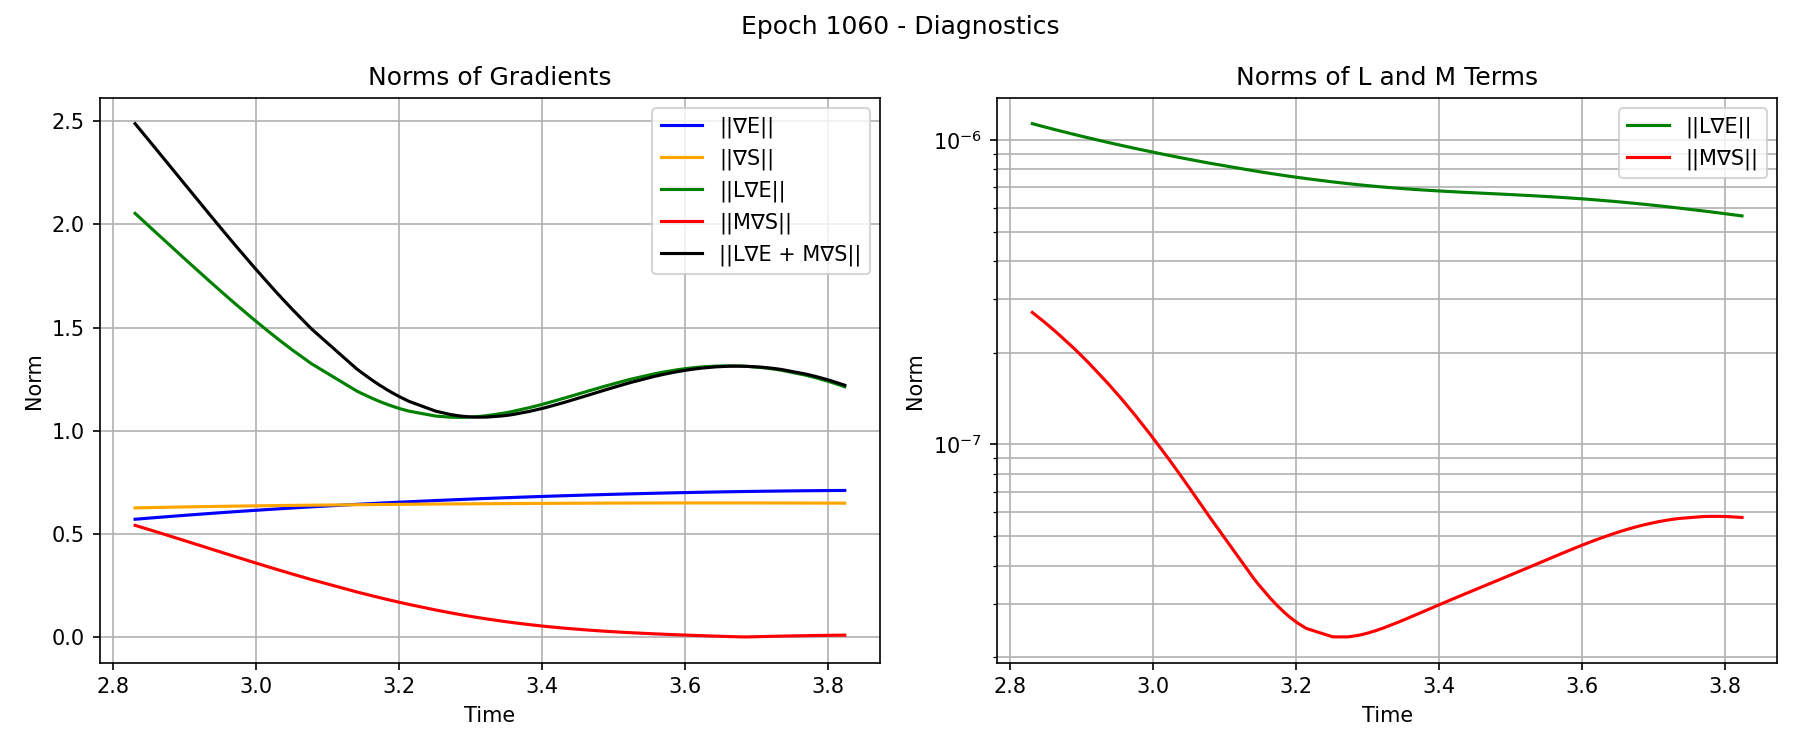 Epoch 1060 - Diagnostics
Norms of Gradients
2.5
2.0
1.5
1.0
0.5
0.0
Norm
2.8
3.0
3.2
3.4
3.6
3.8
Time
||∇E||
||∇S||
||L∇E||
||M∇S||
||L∇E + M∇S||
Norms of L and M Terms
10⁻⁶
10⁻⁷
Norm
2.8
3.0
3.2
3.4
3.6
3.8
Time
||L∇E||
||M∇S||